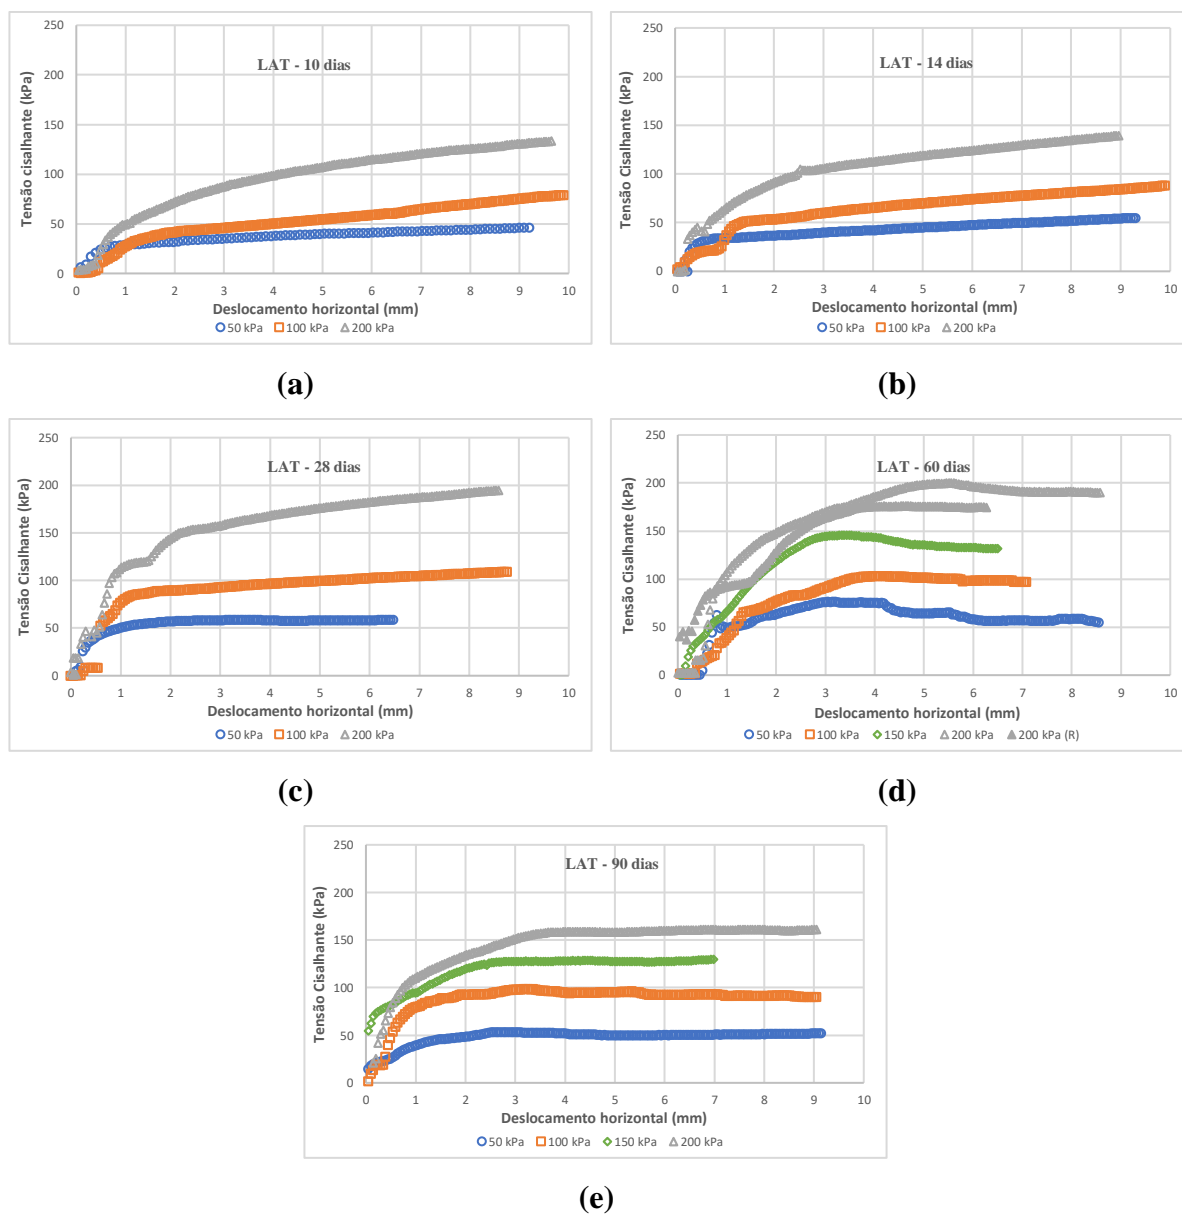 LAT - 10 dias
Tensão cisalhante (kPa)
250
200
150
100
50
0
0 1 2 3 4 5 6 7 8 9 10
Deslocamento horizontal (mm)
50 kPa 100 kPa 200 kPa
(a)
LAT - 14 dias
Tensão Cisalhante (kPa)
250
200
150
100
50
0
0 1 2 3 4 5 6 7 8 9 10
Deslocamento horizontal (mm)
50 kPa 100 kPa 200 kPa
(b)
LAT - 28 dias
Tensão Cisalhante (kPa)
250
200
150
100
50
0
0 1 2 3 4 5 6 7 8 9 10
Deslocamento horizontal (mm)
50 kPa 100 kPa 200 kPa
(c)
LAT - 60 dias
Tensão Cisalhante (kPa)
250
200
150
100
50
0
0 1 2 3 4 5 6 7 8 9 10
Deslocamento horizontal (mm)
50 kPa 100 kPa 150 kPa 200 kPa 200 kPa (R)
(d)
LAT - 90 dias
Tensão Cisalhante (kPa)
250
200
150
100
50
0
0 1 2 3 4 5 6 7 8 9 10
Deslocamento horizontal (mm)
50 kPa 100 kPa 150 kPa 200 kPa
(e)